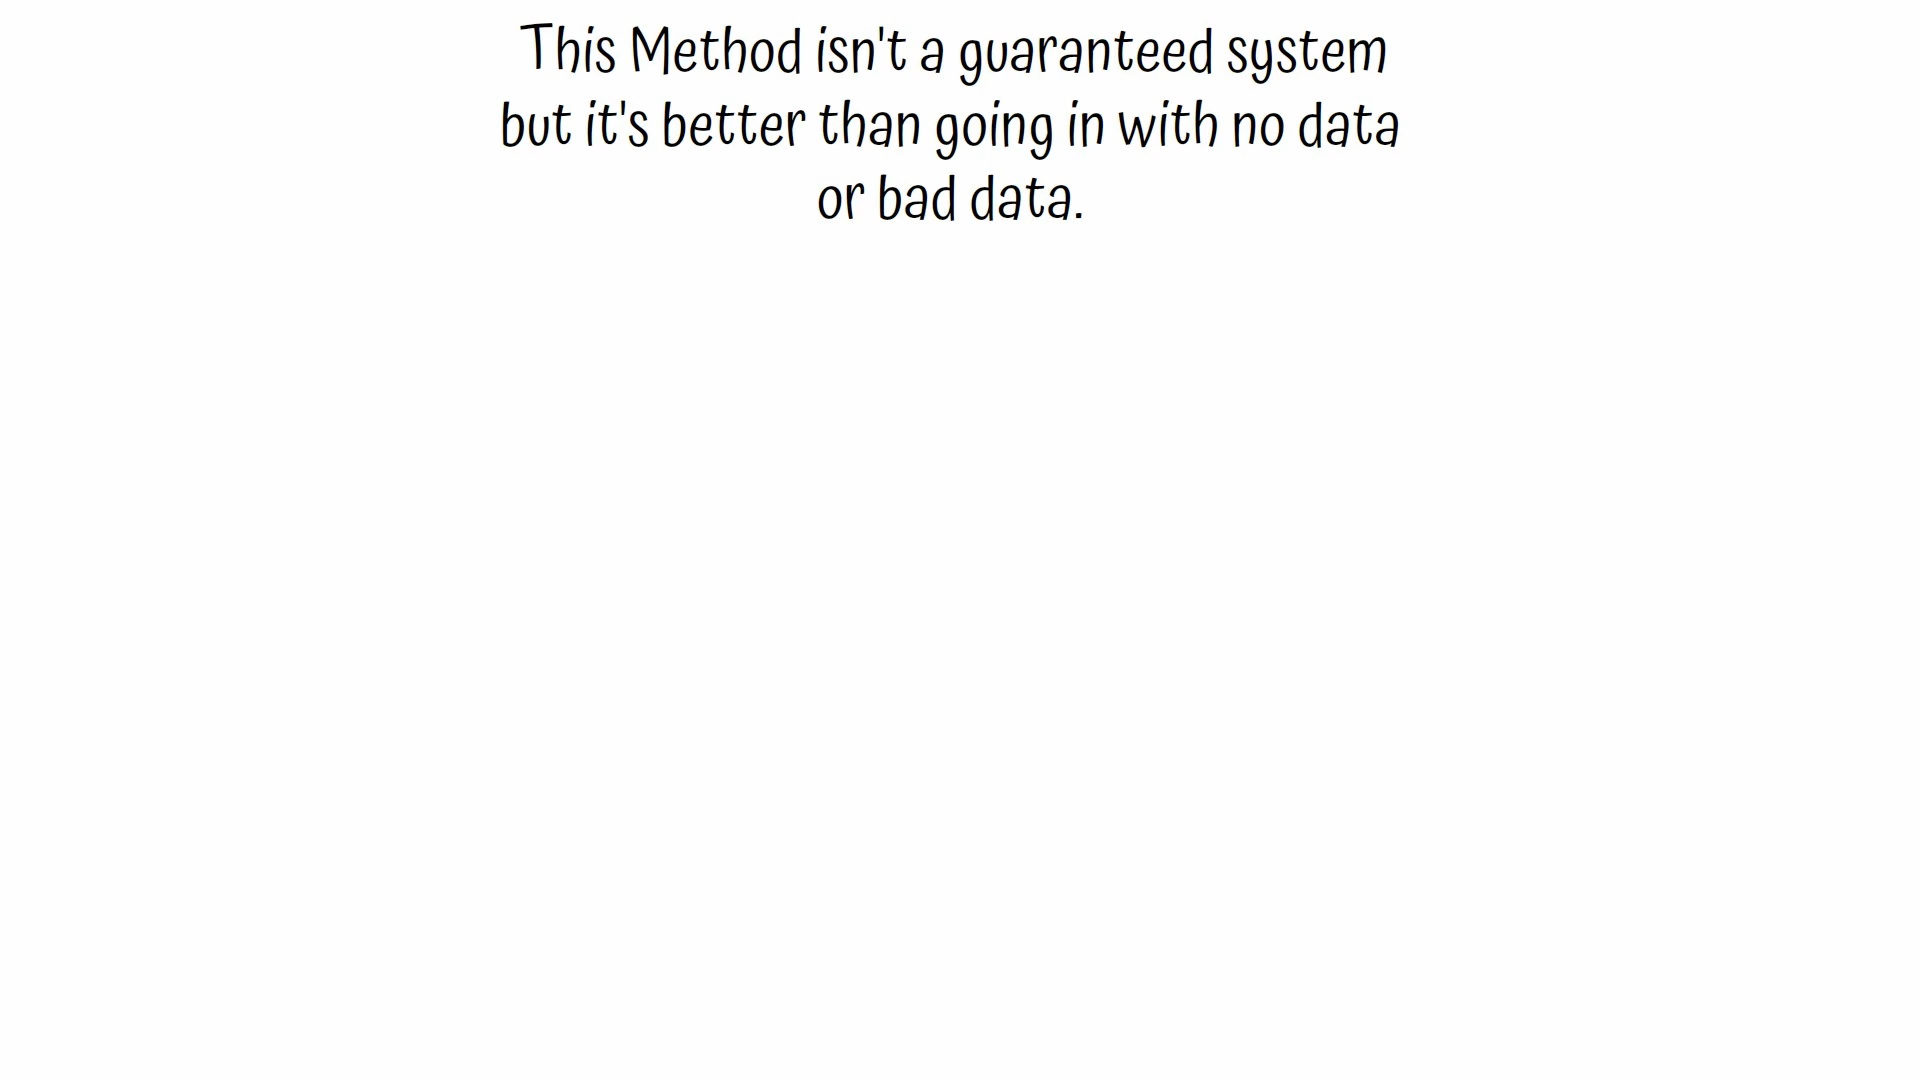 This Method isn't a guaranteed system
but it's better than going in with no data
or bad data.